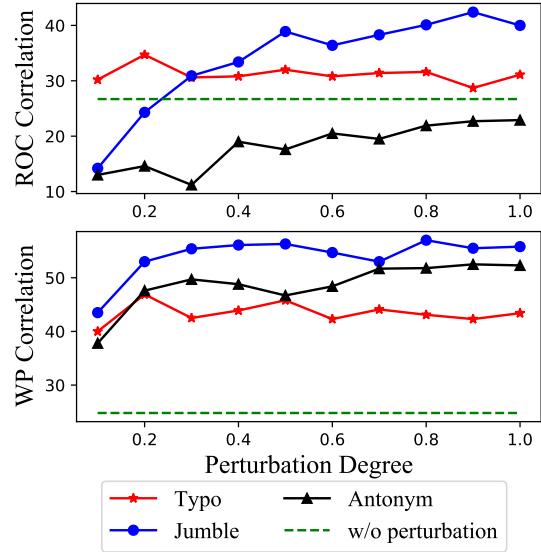 ROC Correlation
40
30
20
10
0.2 0.4 0.6 0.8 1.0
WP Correlation
50
40
30
0.2 0.4 0.6 0.8 1.0
Perturbation Degree
Typo Antonym
Jumble w/o perturbation